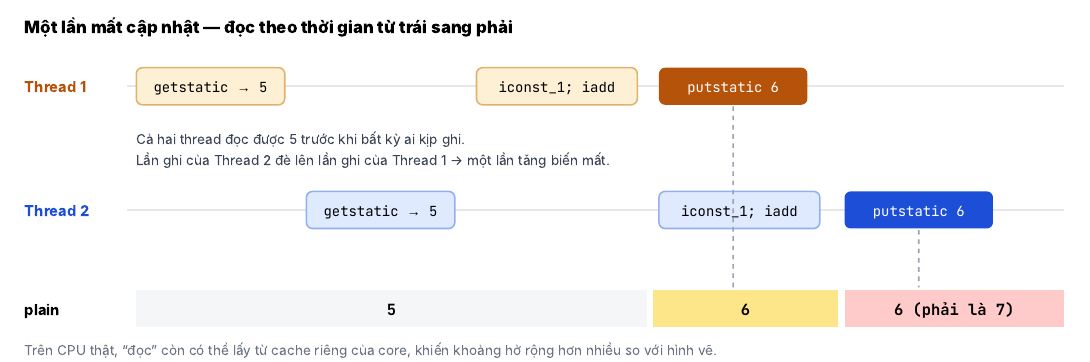 Một lần mất cập nhật — đọc theo thời gian từ trái sang phải
Thread 1
getstatic → 5
iconst_1; iadd
putstatic 6
Cả hai thread đọc được 5 trước khi bất kỳ ai kịp ghi.
Lần ghi của Thread 2 đè lên lần ghi của Thread 1 → một lần tăng biến mất.
Thread 2
getstatic → 5
iconst_1; iadd
putstatic 6
plain
5
6
6 (phải là 7)
Trên CPU thật, “đọc” còn có thể lấy từ cache riêng của core, khiến khoảng hở rộng hơn nhiều so với hình vẽ.